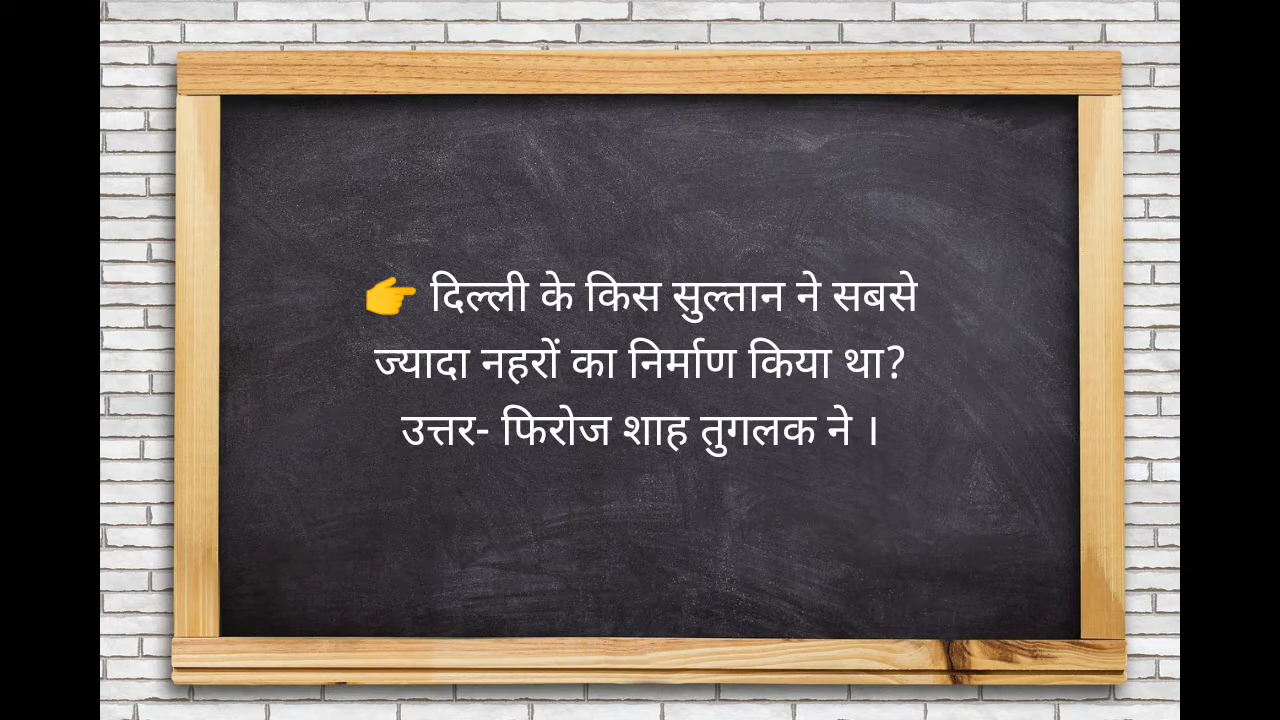 👉 दिल्ली के किस सुल्तान ने सबसे
ज्यादा नहरों का निर्माण किया था?
उत्तर- फिरोज शाह तुगलक ने ।